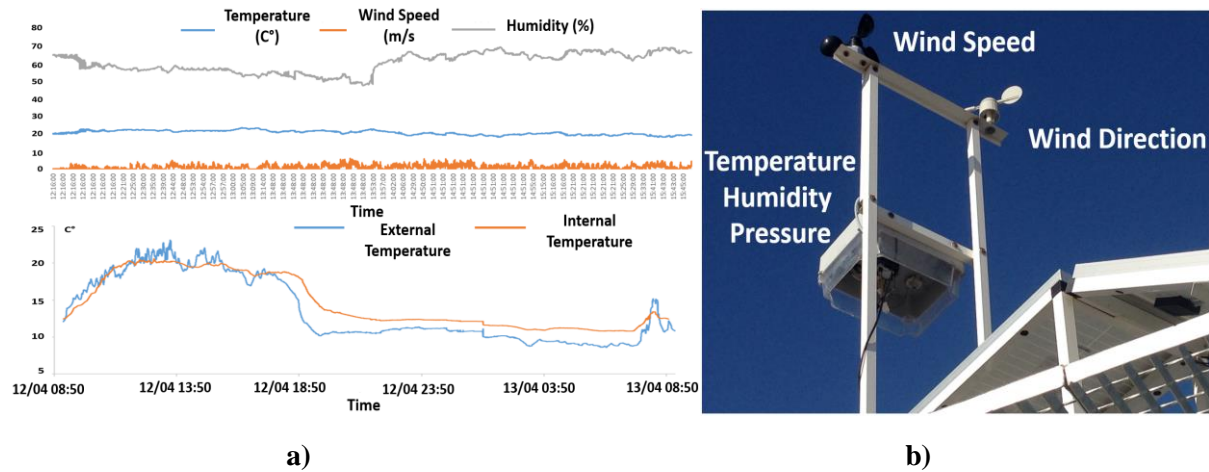 80
70
60
50
40
30
20
10
0
Temperature
(C°)
Wind Speed
(m/s
Humidity (%)
Time
25
20
15
10
5
C°
External
Temperature
Internal
Temperature
12/04 08:50
12/04 13:50
12/04 18:50
12/04 23:50
13/04 03:50
13/04 08:50
Time
a)
Wind Speed
Wind Direction
Temperature
Humidity
Pressure
b)